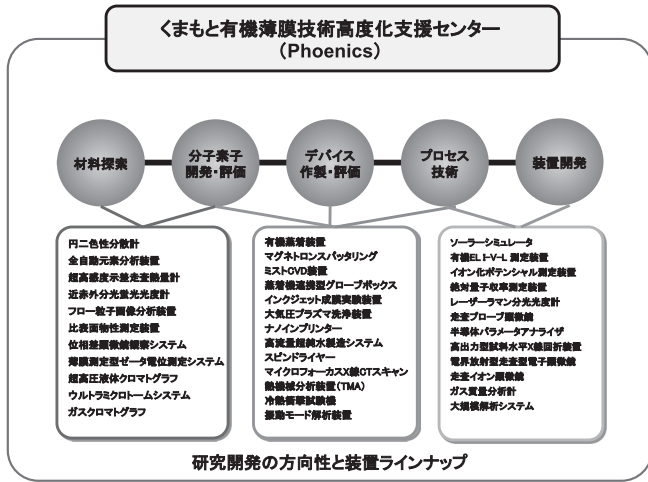 くまもと有機薄膜技術高度化支援センター
（Phoenics）
材料探索
分子素子
開発・評価
デバイス
作製・評価
プロセス
技術
装置開発
円二色性分散計
全自動元素分析装置
超高感度示差走査熱量計
近赤外分光蛍光光度計
フロー粒子画像分析装置
比表面物性測定装置
位相差顕微鏡観察システム
薄膜測定型ゼータ電位測定システム
超高圧液体クロマトグラフ
ウルトラミクロトームシステム
ガスクロマトグラフ
有機蒸着装置
マグネトロンスパッタリング
ミストCVD装置
蒸着機連携型グローブボックス
インクジェット成膜実験装置
大気圧プラズマ洗浄装置
ナノインプリンター
高流量超純水製造システム
スピンドライヤー
マイクロフォーカスX線CTスキャン
熱機械分析装置（TMA）
冷熱衝撃試験機
振動モード解析装置
ソーラーシミュレータ
有機EL I-V-L 測定装置
イオン化ポテンシャル測定装置
絶対量子収率測定装置
レーザーラマン分光光度計
走査プローブ顕微鏡
半導体パラメータアナライザ
高出力型試料水平X線回折装置
電界放射型走査型電子顕微鏡
走査イオン顕微鏡
ガス質量分析計
大規模解析システム
研究開発の方向性と装置ラインナップ